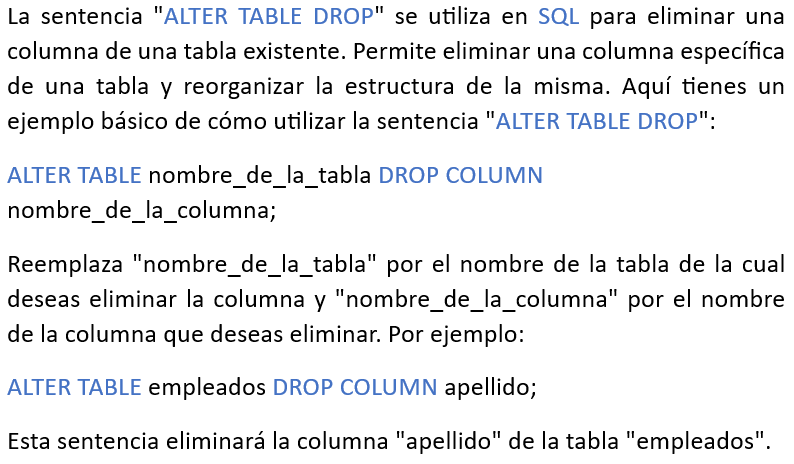 La sentencia "ALTER TABLE DROP" se utiliza en SQL para eliminar una
columna de una tabla existente. Permite eliminar una columna específica
de una tabla y reorganizar la estructura de la misma. Aquí tienes un
ejemplo básico de cómo utilizar la sentencia "ALTER TABLE DROP":
ALTER TABLE nombre_de_la_tabla DROP COLUMN
nombre_de_la_columna;
Reemplaza "nombre_de_la_tabla" por el nombre de la tabla de la cual
deseas eliminar la columna y "nombre_de_la_columna" por el nombre
de la columna que deseas eliminar. Por ejemplo:
ALTER TABLE empleados DROP COLUMN apellido;
Esta sentencia eliminará la columna "apellido" de la tabla "empleados".